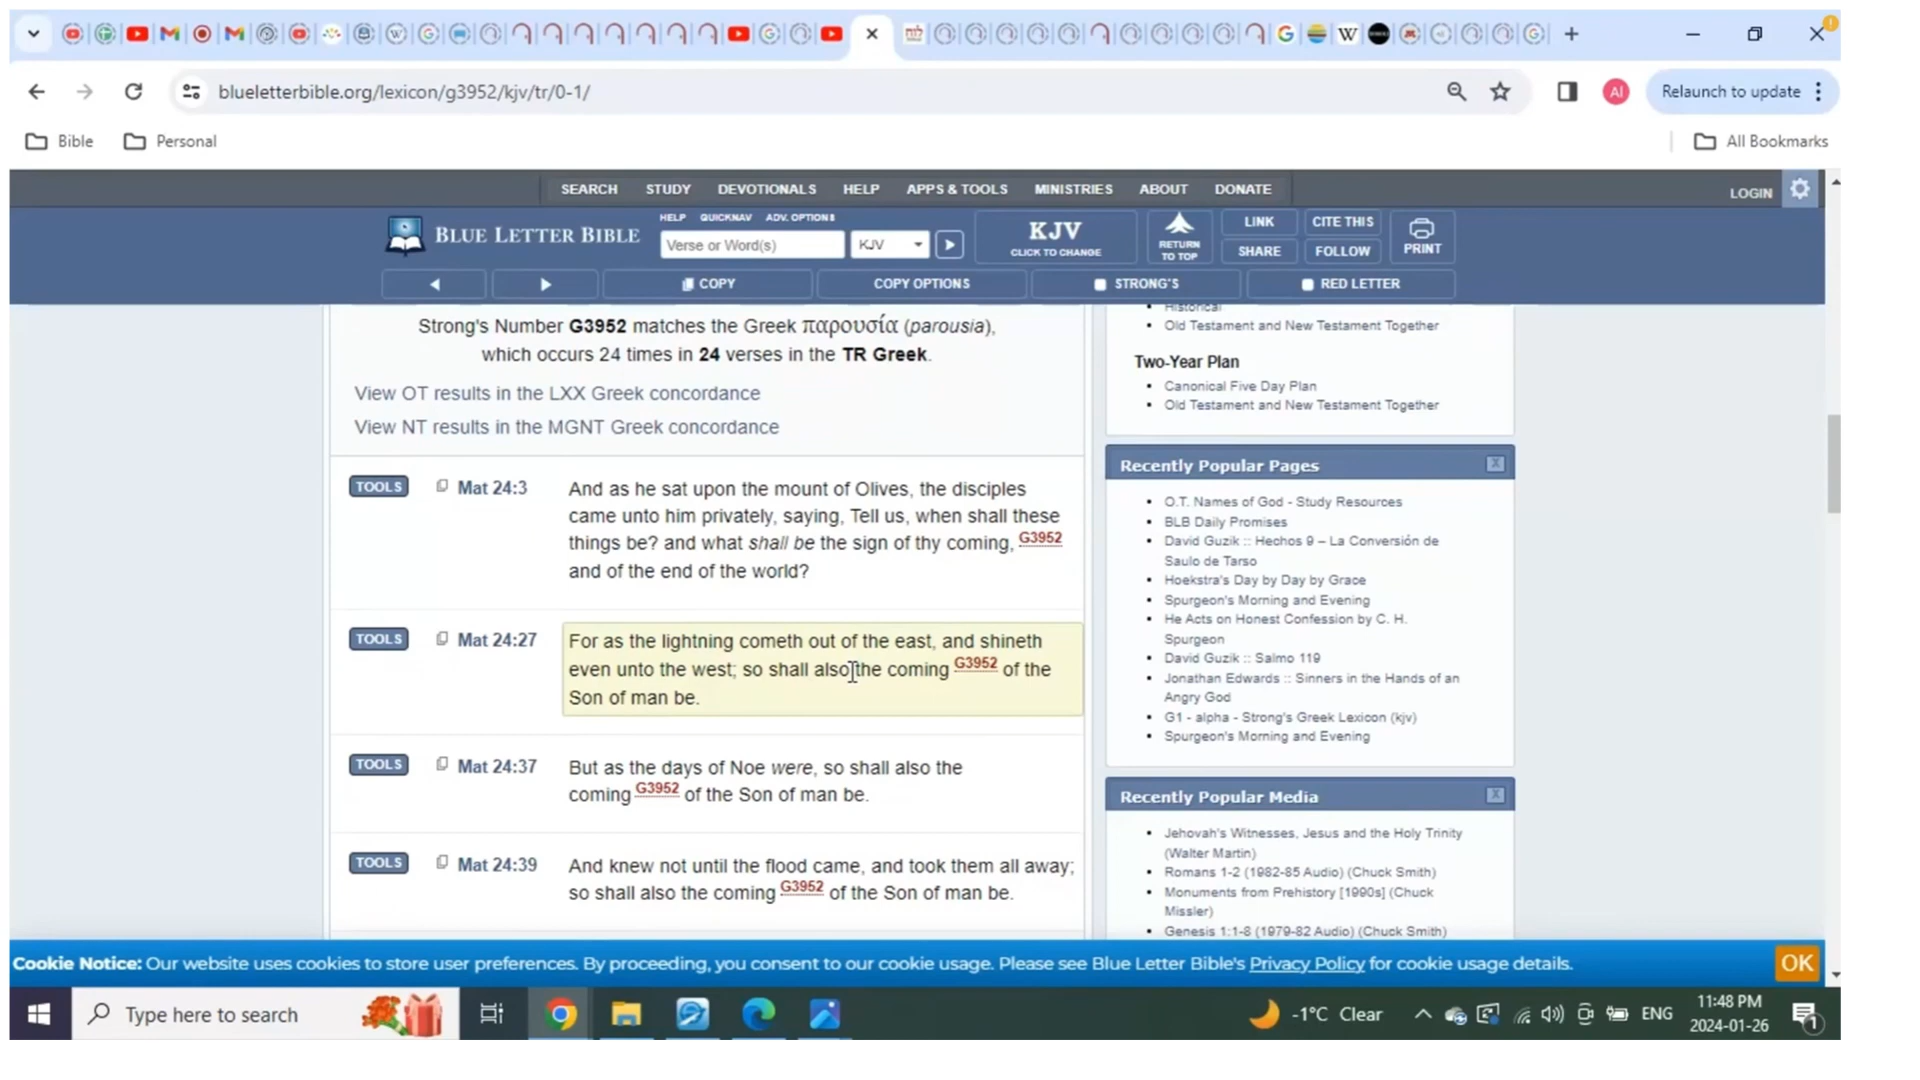 blueletterbible.org/lexicon/g3952/kjv/tr/0-1/
Relaunch to update
Bible
Personal
All Bookmarks
SEARCH STUDY DEVOTIONALS HELP APPS & TOOLS MINISTRIES ABOUT DONATE
LOGIN
HELP QUICKNAV ADV. OPTIONS
BLUE LETTER BIBLE
Verse or Word(s)
KJV
KJV
CLICK TO CHANGE
RETURN
TO TOP
LINK
CITE THIS
SHARE
FOLLOW
PRINT
COPY
COPY OPTIONS
STRONG'S
RED LETTER
Strong's Number G3952 matches the Greek παρουσία (parousia),
which occurs 24 times in 24 verses in the TR Greek.
View OT results in the LXX Greek concordance
View NT results in the MGNT Greek concordance
TOOLS
Mat 24:3
And as he sat upon the mount of Olives, the disciples
came unto him privately, saying, Tell us, when shall these
things be? and what shall be the sign of thy coming, G3952
and of the end of the world?
TOOLS
Mat 24:27
For as the lightning cometh out of the east, and shineth
even unto the west; so shall also the coming G3952 of the
Son of man be.
TOOLS
Mat 24:37
But as the days of Noe were, so shall also the
coming G3952 of the Son of man be.
TOOLS
Mat 24:39
And knew not until the flood came, and took them all away;
so shall also the coming G3952 of the Son of man be.
Historical
Old Testament and New Testament Together
Two-Year Plan
Canonical Five Day Plan
Old Testament and New Testament Together
Recently Popular Pages
O.T. Names of God - Study Resources
BLB Daily Promises
David Guzik :: Hechos 9 – La Conversión de
Saulo de Tarso
Hoekstra's Day by Day by Grace
Spurgeon's Morning and Evening
He Acts on Honest Confession by C. H.
Spurgeon
David Guzik :: Salmo 119
Jonathan Edwards :: Sinners in the Hands of an
Angry God
G1 - alpha - Strong's Greek Lexicon (kjv)
Spurgeon's Morning and Evening
Recently Popular Media
Jehovah's Witnesses, Jesus and the Holy Trinity
(Walter Martin)
Romans 1-2 (1982-85 Audio) (Chuck Smith)
Monuments from Prehistory [1990s] (Chuck
Missler)
Genesis 1:1-8 (1979-82 Audio) (Chuck Smith)
Cookie Notice: Our website uses cookies to store user preferences. By proceeding, you consent to our cookie usage. Please see Blue Letter Bible's Privacy Policy for cookie usage details.
OK
Type here to search
-1°C Clear
ENG
11:48 PM
2024-01-26
1